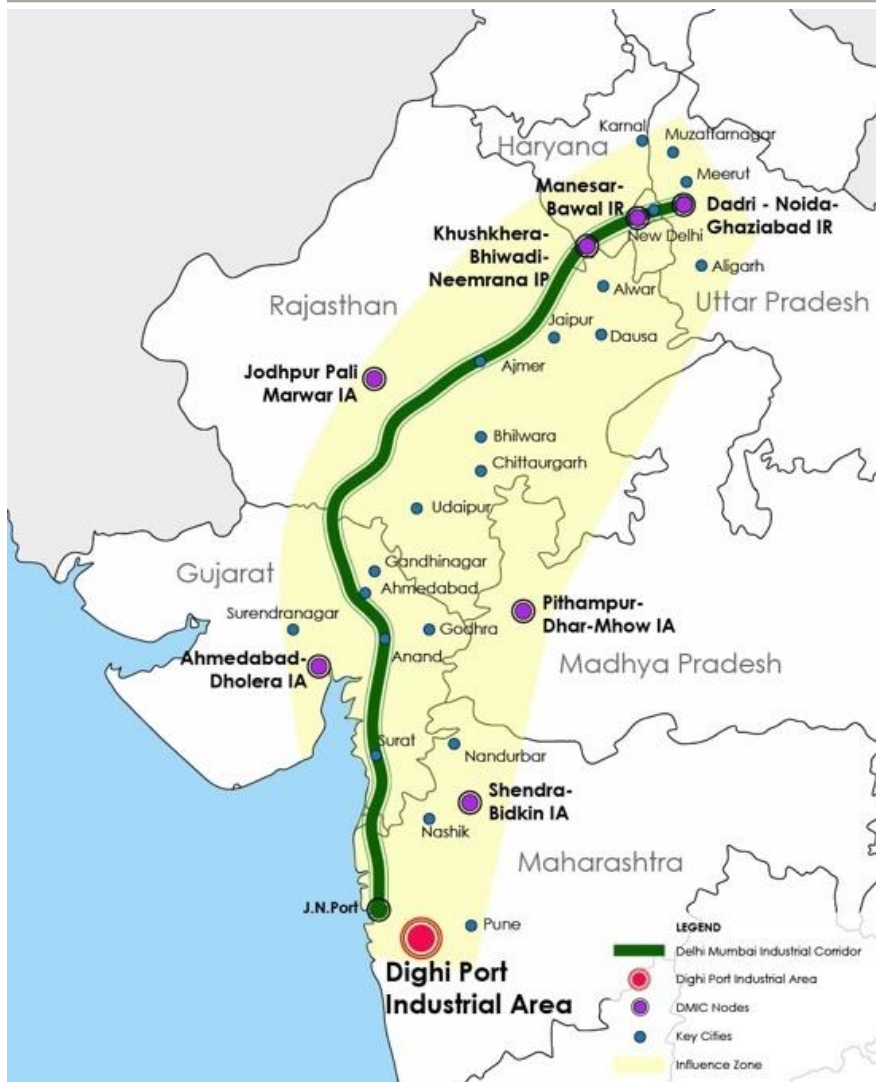 Karnal
Muzaffarnagar
Haryana
Meerut
Manesar-
Bawal IR
Dadri - Noida-
Ghaziabad IR
New Delhi
Khushkhera-
Bhiwadi-
Neemrana IP
Aligarh
Alwar
Uttar Pradesh
Rajasthan
Jaipur
Dausa
Ajmer
Jodhpur Pali
Marwar IA
Bhilwara
Chittaurgarh
Udaipur
Gandhinagar
Gujarat
Ahmedabad
Surendranagar
Godhra
Pithampur-
Dhar-Mhow IA
Anand
Ahmedabad-
Dholera IA
Madhya Pradesh
Surat
Nandurbar
Shendra-
Bidkin IA
Nashik
Maharashtra
J.N.Port
Pune
Dighi Port
Industrial Area
LEGEND
Delhi Mumbai Industrial Corridor
Dighi Port Industrial Area
DMIC Nodes
Key Cities
Influence Zone